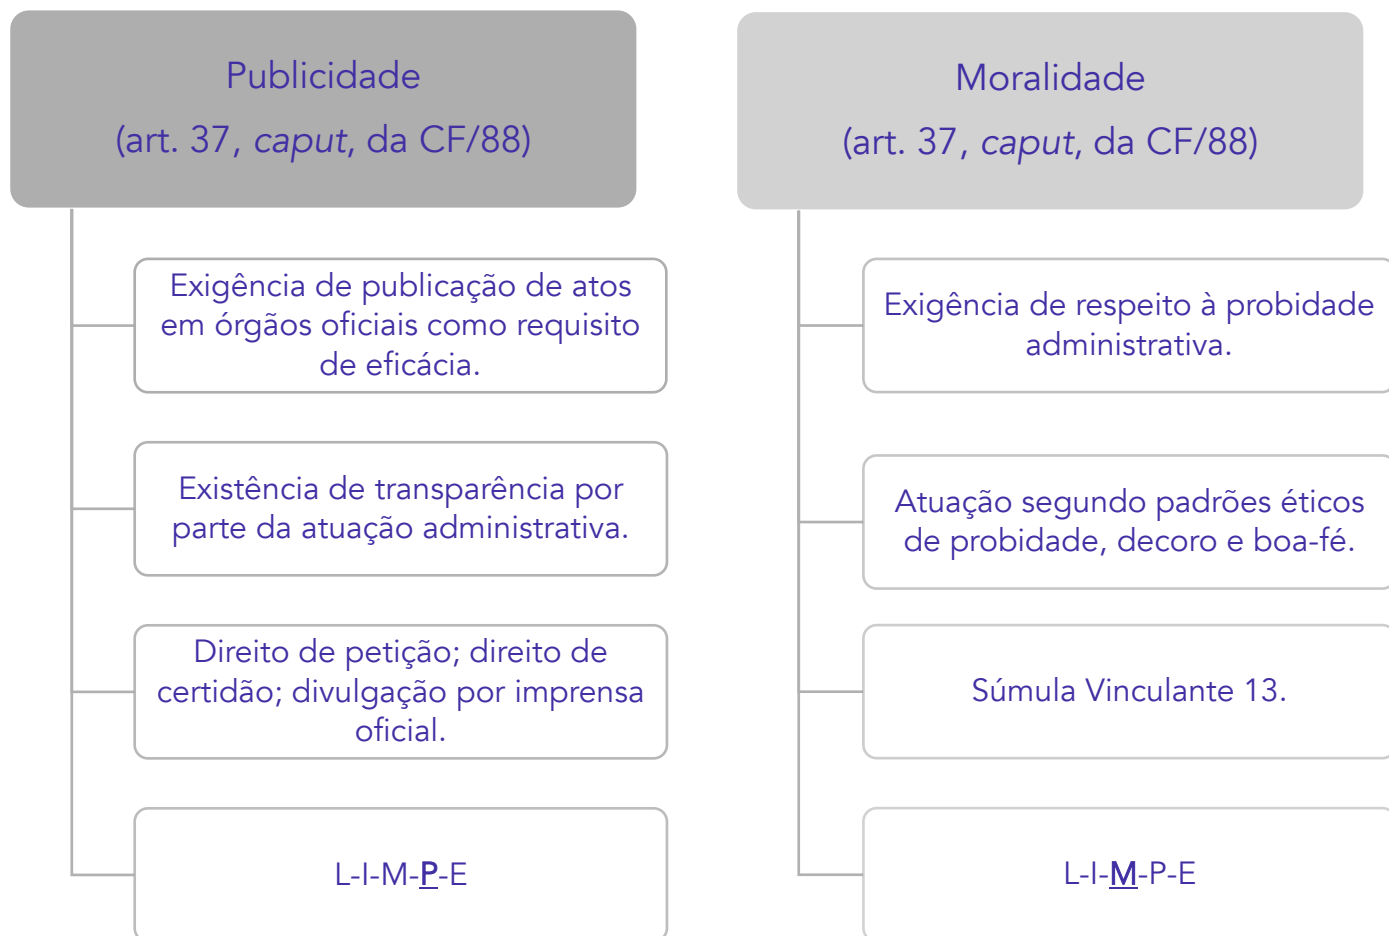 Publicidade
(art. 37, caput, da CF/88)
Exigência de publicação de atos
em órgãos oficiais como requisito
de eficácia.
Existência de transparência por
parte da atuação administrativa.
Direito de petição; direito de
certidão; divulgação por imprensa
oficial.
L-I-M-P-E
Moralidade
(art. 37, caput, da CF/88)
Exigência de respeito à probidade
administrativa.
Atuação segundo padrões éticos
de probidade, decoro e boa-fé.
Súmula Vinculante 13.
L-I-M-P-E